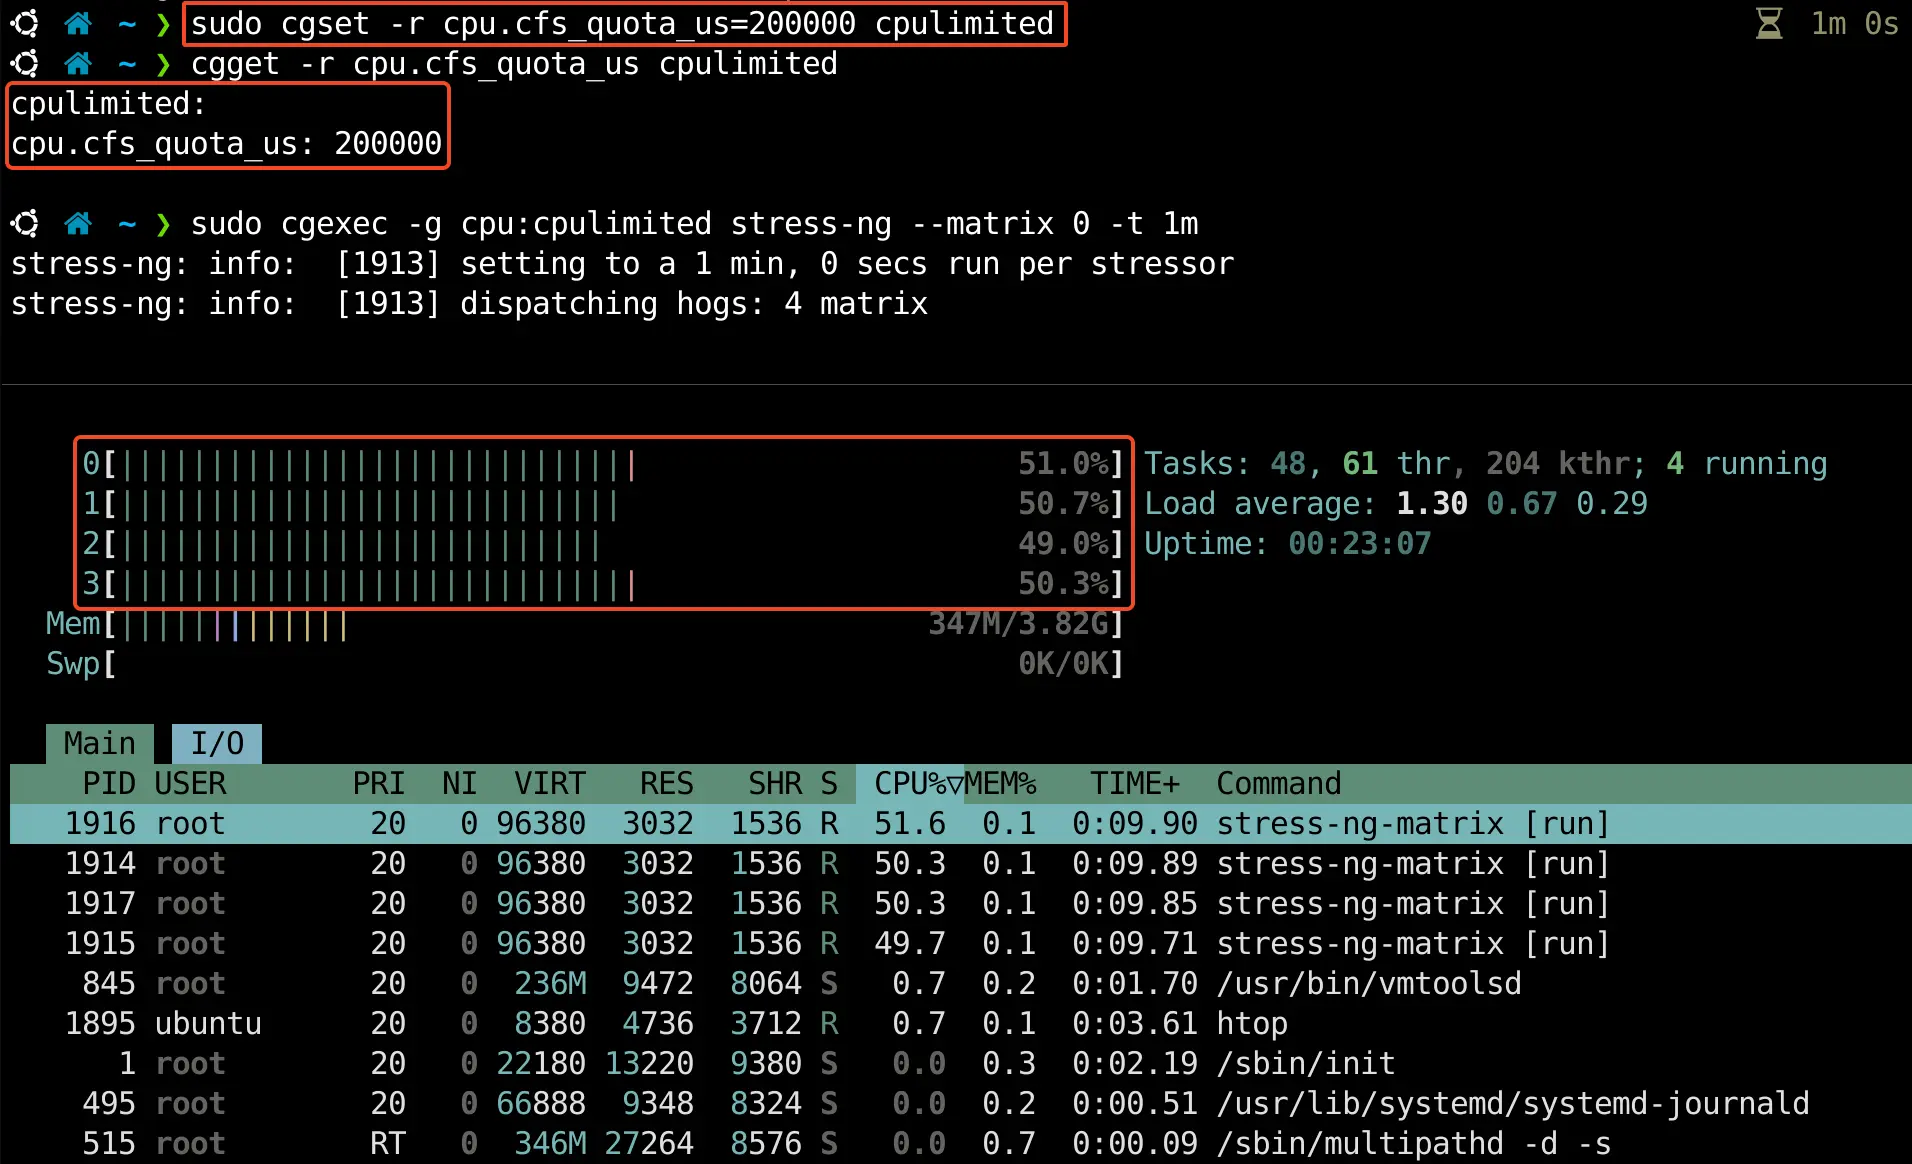 ~ ❯ sudo cgset -r cpu.cfs_quota_us=200000 cpulimited 1m 0s
~ ❯ cgget -r cpu.cfs_quota_us cpulimited
cpulimited:
cpu.cfs_quota_us: 200000
~ ❯ sudo cgexec -g cpu:cpulimited stress-ng --matrix 0 -t 1m
stress-ng: info:  [1913] setting to a 1 min, 0 secs run per stressor
stress-ng: info:  [1913] dispatching hogs: 4 matrix
0[||||||||||||||||||||||||||||| 51.0%] Tasks: 48, 61 thr, 204 kthr; 4 running
1[|||||||||||||||||||||||||||| 50.7%] Load average: 1.30 0.67 0.29
2[||||||||||||||||||||||||||| 49.0%] Uptime: 00:23:07
3[||||||||||||||||||||||||||||| 50.3%]
Mem[||||||||||||| 347M/3.82G]
Swp[ 0K/0K]
Main I/O
PID USER PRI NI VIRT RES SHR S CPU%▽MEM% TIME+ Command
1916 root 20 0 96380 3032 1536 R 51.6 0.1 0:09.90 stress-ng-matrix [run]
1914 root 20 0 96380 3032 1536 R 50.3 0.1 0:09.89 stress-ng-matrix [run]
1917 root 20 0 96380 3032 1536 R 50.3 0.1 0:09.85 stress-ng-matrix [run]
1915 root 20 0 96380 3032 1536 R 49.7 0.1 0:09.71 stress-ng-matrix [run]
845 root 20 0 236M 9472 8064 S 0.7 0.2 0:01.70 /usr/bin/vmtoolsd
1895 ubuntu 20 0 8380 4736 3712 R 0.7 0.1 0:03.61 htop
1 root 20 0 22180 13220 9380 S 0.0 0.3 0:02.19 /sbin/init
495 root 20 0 66888 9348 8324 S 0.0 0.2 0:00.51 /usr/lib/systemd/systemd-journald
515 root RT 0 346M 27264 8576 S 0.0 0.7 0:00.09 /sbin/multipathd -d -s